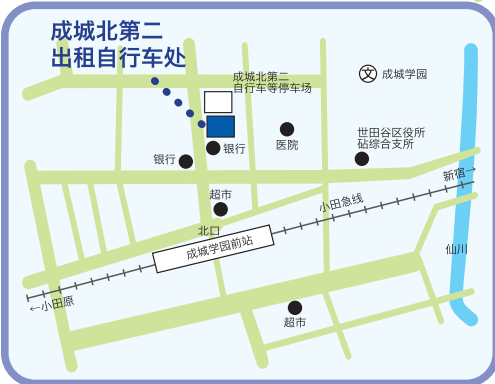 成城北第二
出租自行车处
成城北第二
自行车等停车场
文
成城学园
医院
世田谷区役所
砧综合支所
银行
银行
新宿→
超市
小田急线
北口
成城学园前站
仙川
←小田原
超市